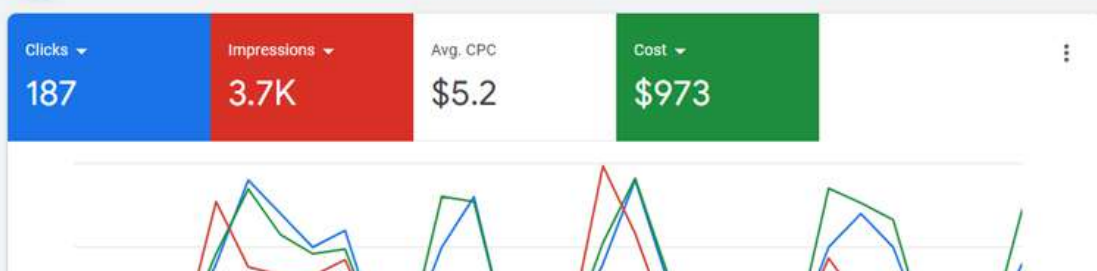 Clicks
187
Impressions
3.7K
Avg. CPC
$5.2
Cost
$973